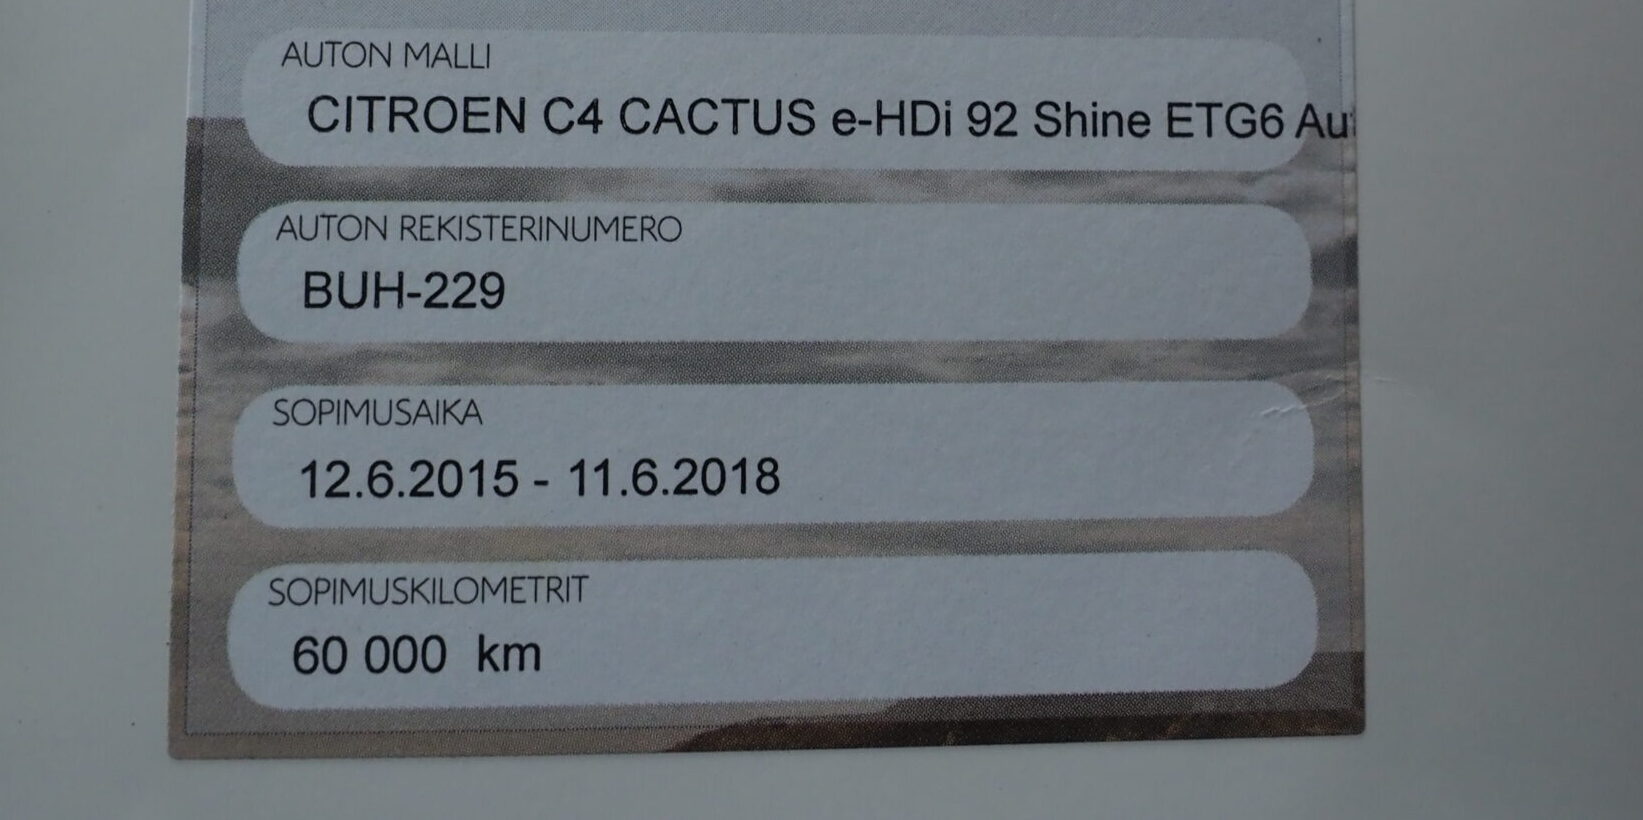 AUTON MALLI
CITROEN C4 CACTUS e-HDi 92 Shine ETG6 Au
AUTON REKISTERINUMERO
BUH-229
SOPIMUSAIKA
12.6.2015 - 11.6.2018
SOPIMUSKILOMETRIT
60 000 km